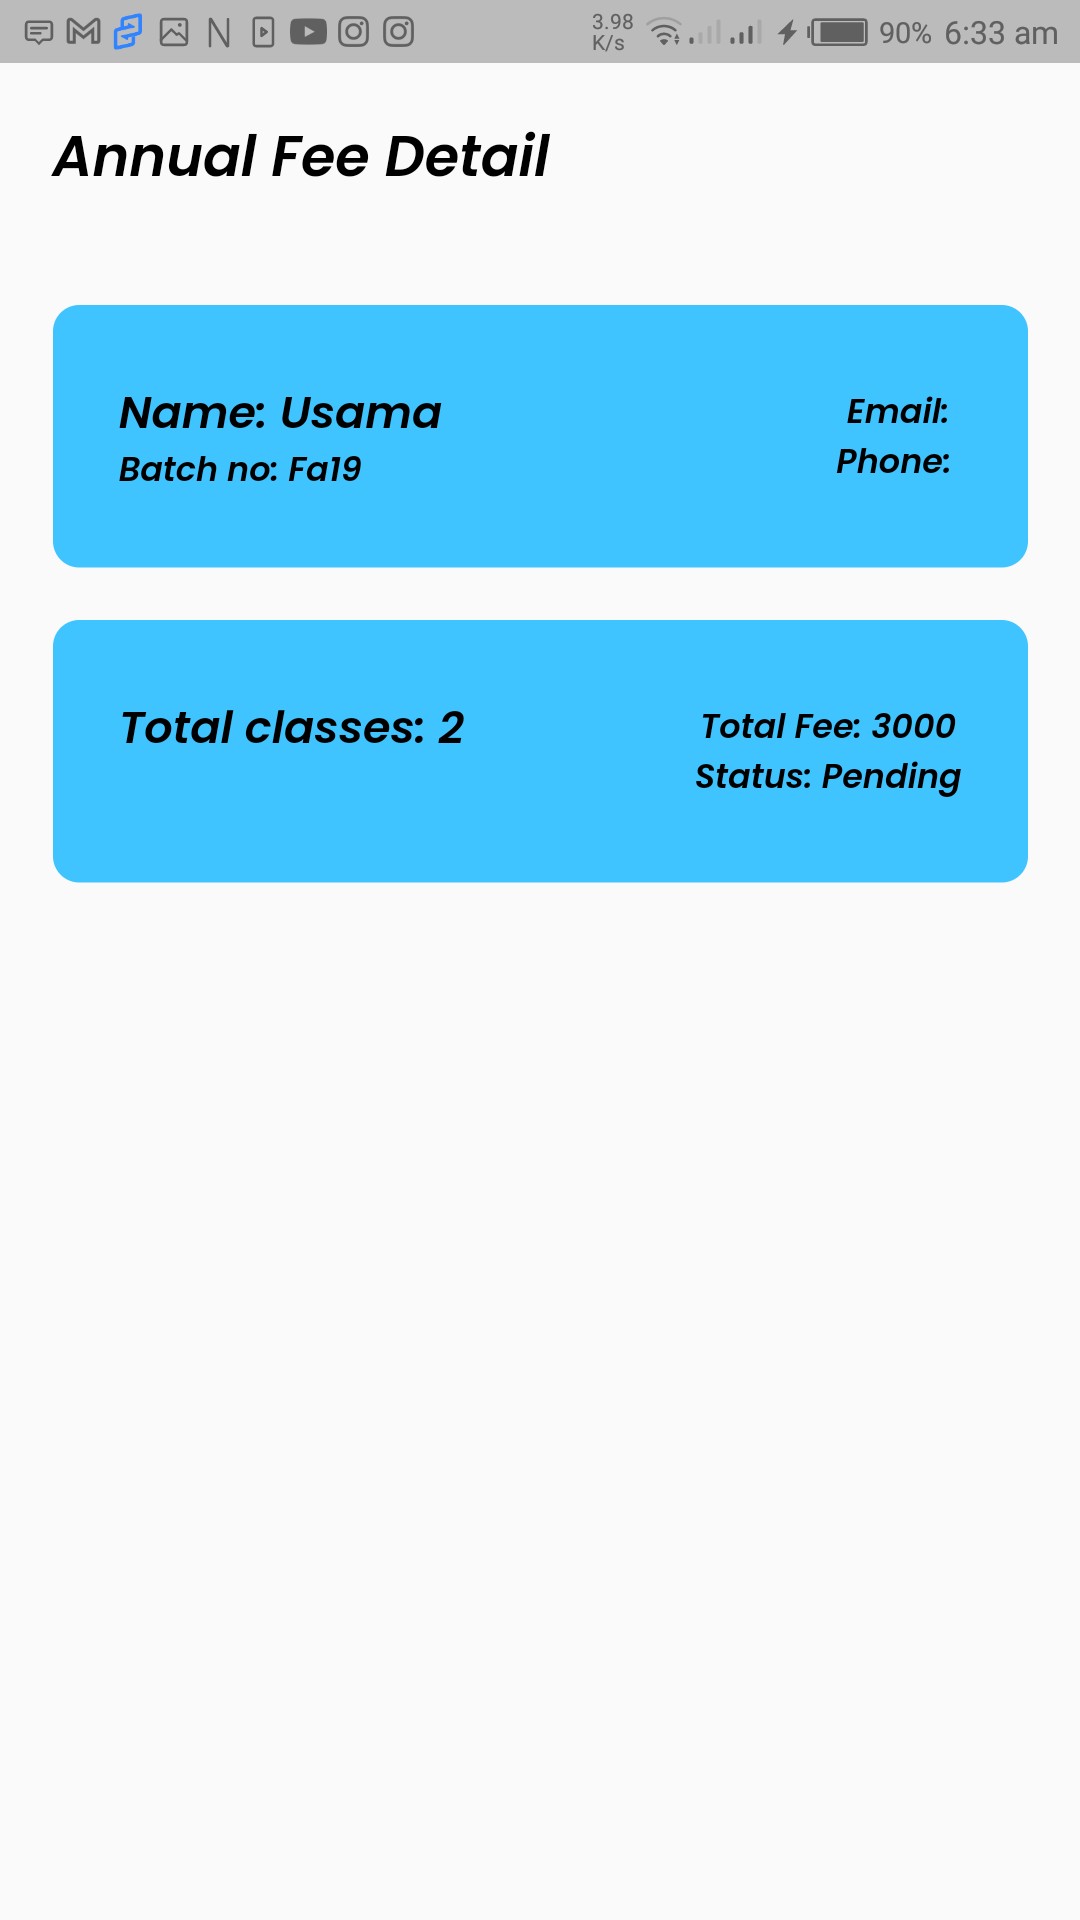 3.98
K/s
90% 6:33 am
Annual Fee Detail
Name: Usama
Batch no: Fa19
Email:
Phone:
Total classes: 2
Total Fee: 3000
Status: Pending